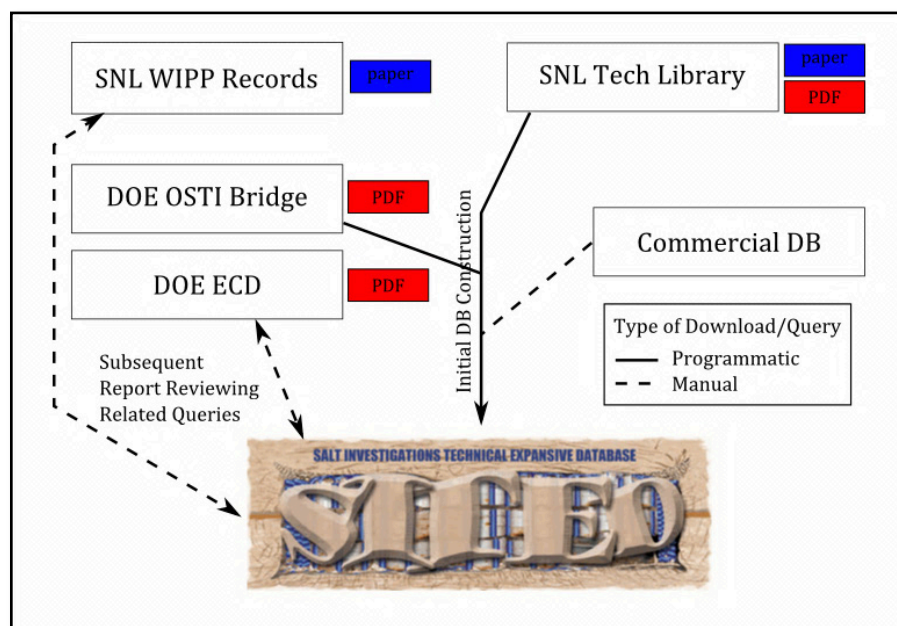 SNL WIPP Records
paper
SNL Tech Library
paper
PDF
DOE OSTI Bridge
PDF
DOE ECD
PDF
Commercial DB
Initial DB Construction
Type of Download/Query
Programmatic
Manual
Subsequent
Report Reviewing
Related Queries
SALT INVESTIGATIONS TECHNICAL EXPANSIVE DATABASE
SITED